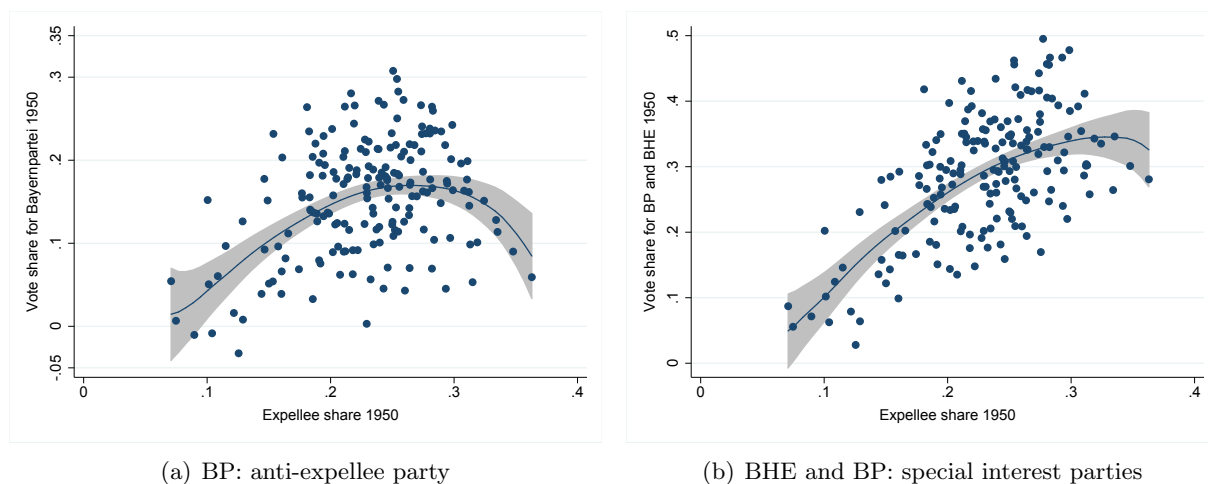 Vote share for Bayernpartei 1950
.35
.3
.2
.1
0
-.05
0 .1 .2 .3 .4
Expellee share 1950
(a) BP: anti-expellee party
Vote share for BP and BHE 1950
.5
.4
.3
.2
.1
0
0 .1 .2 .3 .4
Expellee share 1950
(b) BHE and BP: special interest parties